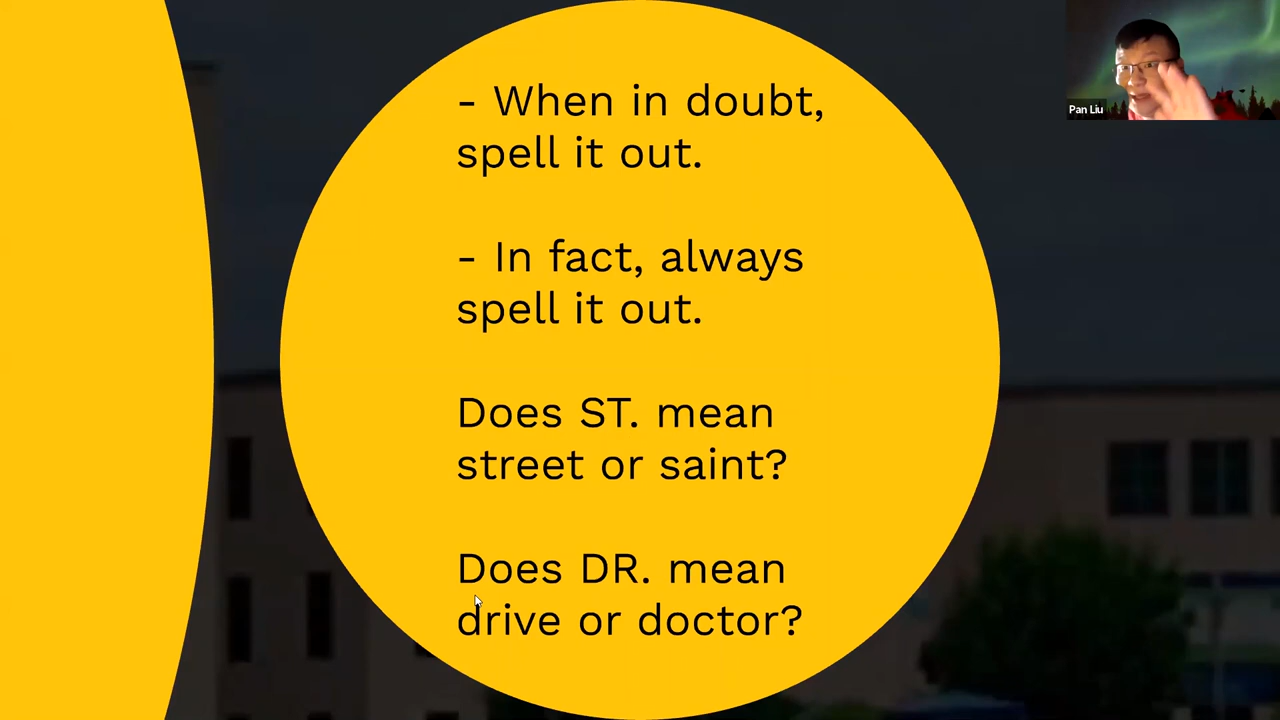 - When in doubt,
spell it out.
- In fact, always
spell it out.
Does ST. mean
street or saint?
Does DR. mean
drive or doctor?
Pan Liu